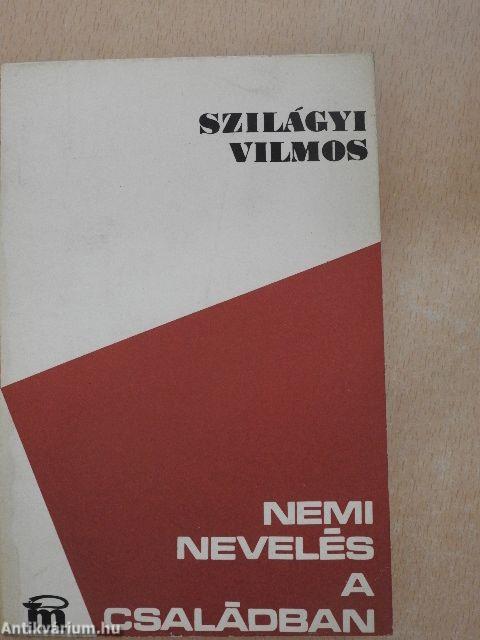 SZILÁGYI
VILMOS
NEMI
NEVELÉS
A
CSALÁDBAN
m
Antikvarium.hu